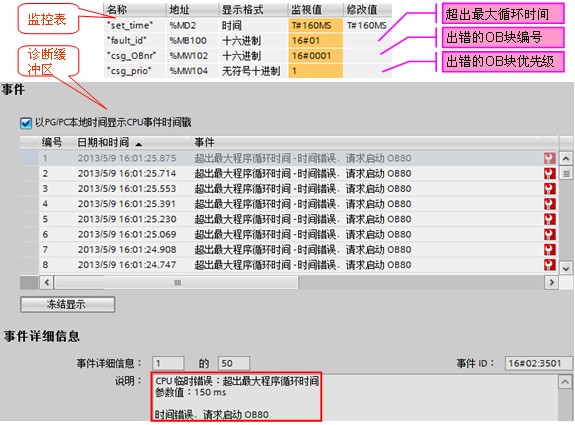 监控表
名称 地址 显示格式 监视值 修改值
"set_time" %MD2 时间 T#160MS T#160MS
"fault_id" %MB100 十六进制 16#01
"csg_OBnr" %MW102 十六进制 16#0001
"csg_prio" %MW104 无符号十进制 1
超出最大循环时间
出错的OB块编号
出错的OB块优先级
诊断缓冲区
事件
以PG/PC本地时间显示CPU事件时间戳
编号 日期和时间 事件
1 2013/5/9 16:01:25.875 超出最大程序循环时间 -时间错误. 请求启动 OB80
2 2013/5/9 16:01:25.714 超出最大程序循环时间 -时间错误. 请求启动 OB80
3 2013/5/9 16:01:25.553 超出最大程序循环时间 -时间错误. 请求启动 OB80
4 2013/5/9 16:01:25.391 超出最大程序循环时间 -时间错误. 请求启动 OB80
5 2013/5/9 16:01:25.230 超出最大程序循环时间 -时间错误. 请求启动 OB80
6 2013/5/9 16:01:25.069 超出最大程序循环时间 -时间错误. 请求启动 OB80
7 2013/5/9 16:01:24.908 超出最大程序循环时间 -时间错误. 请求启动 OB80
8 2013/5/9 16:01:24.747 超出最大程序循环时间 -时间错误. 请求启动 OB80
冻结显示
事件详细信息
事件详细信息： 1 的 50 事件 ID： 16#02:3501
说明： CPU 临时错误：超出最大程序循环时间
参数值：150 ms
时间错误. 请求启动 OB80